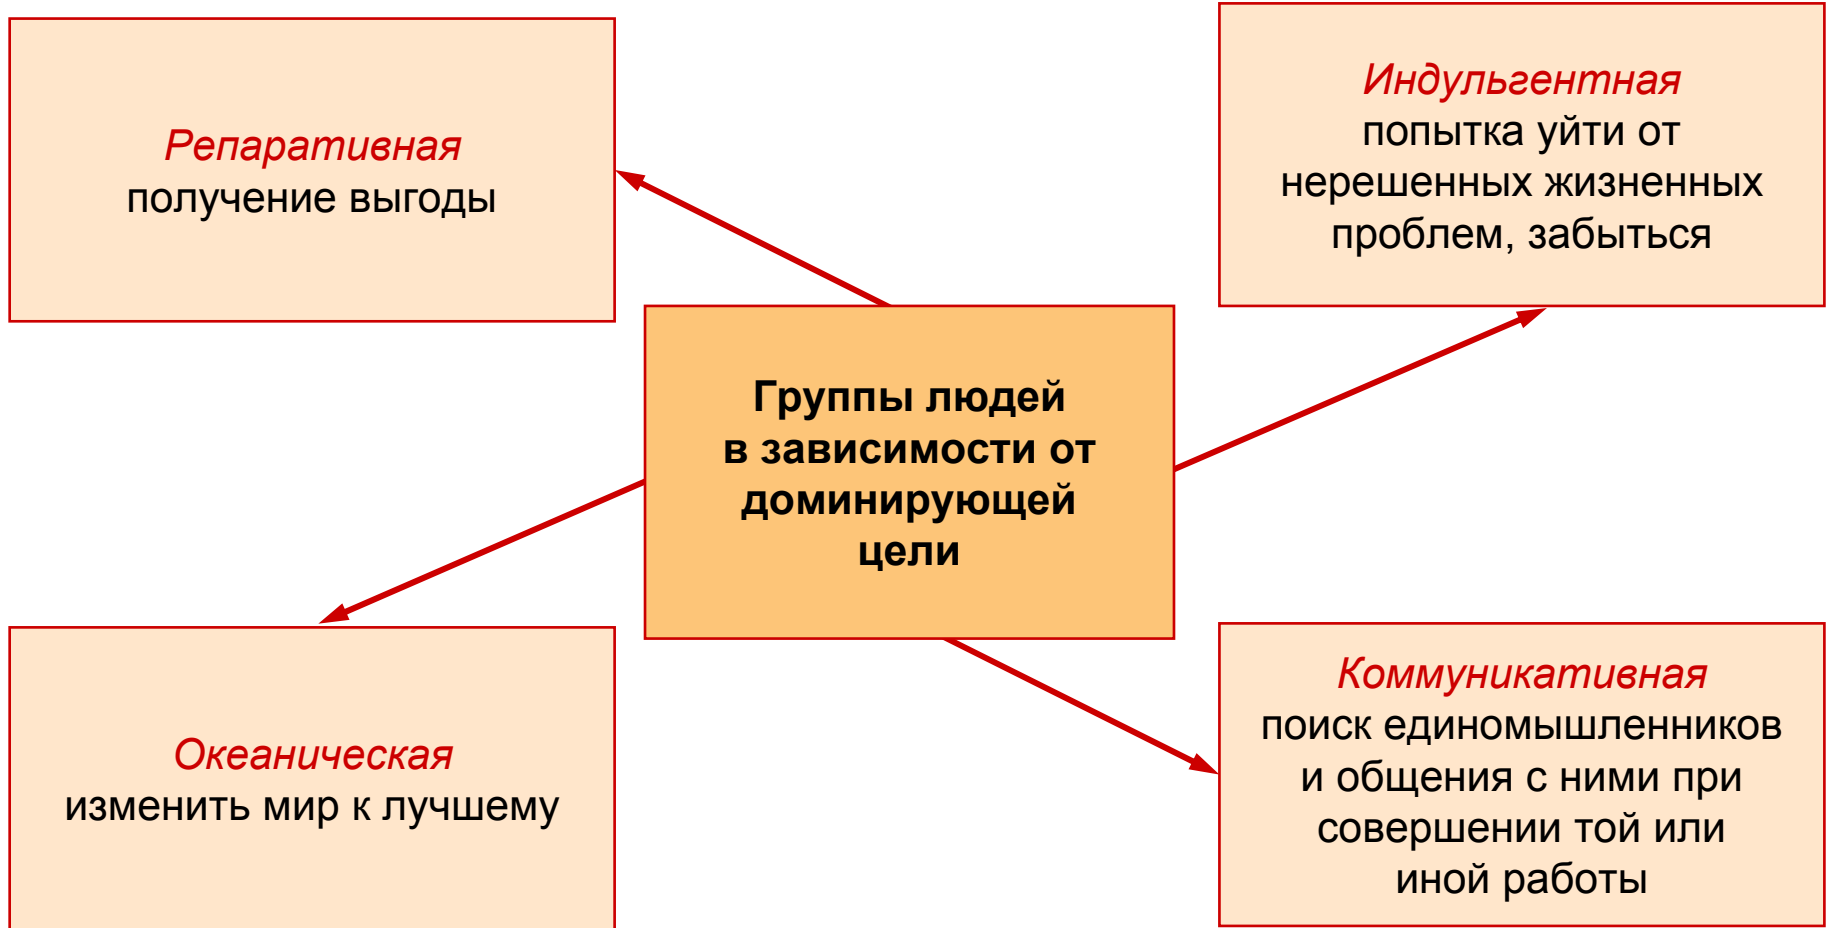 Репаративная
получение выгоды
Индульгентная
попытка уйти от
нерешенных жизненных
проблем, забыться
Группы людей
в зависимости от
доминирующей
цели
Океаническая
изменить мир к лучшему
Коммуникативная
поиск единомышленников
и общения с ними при
совершении той или
иной работы